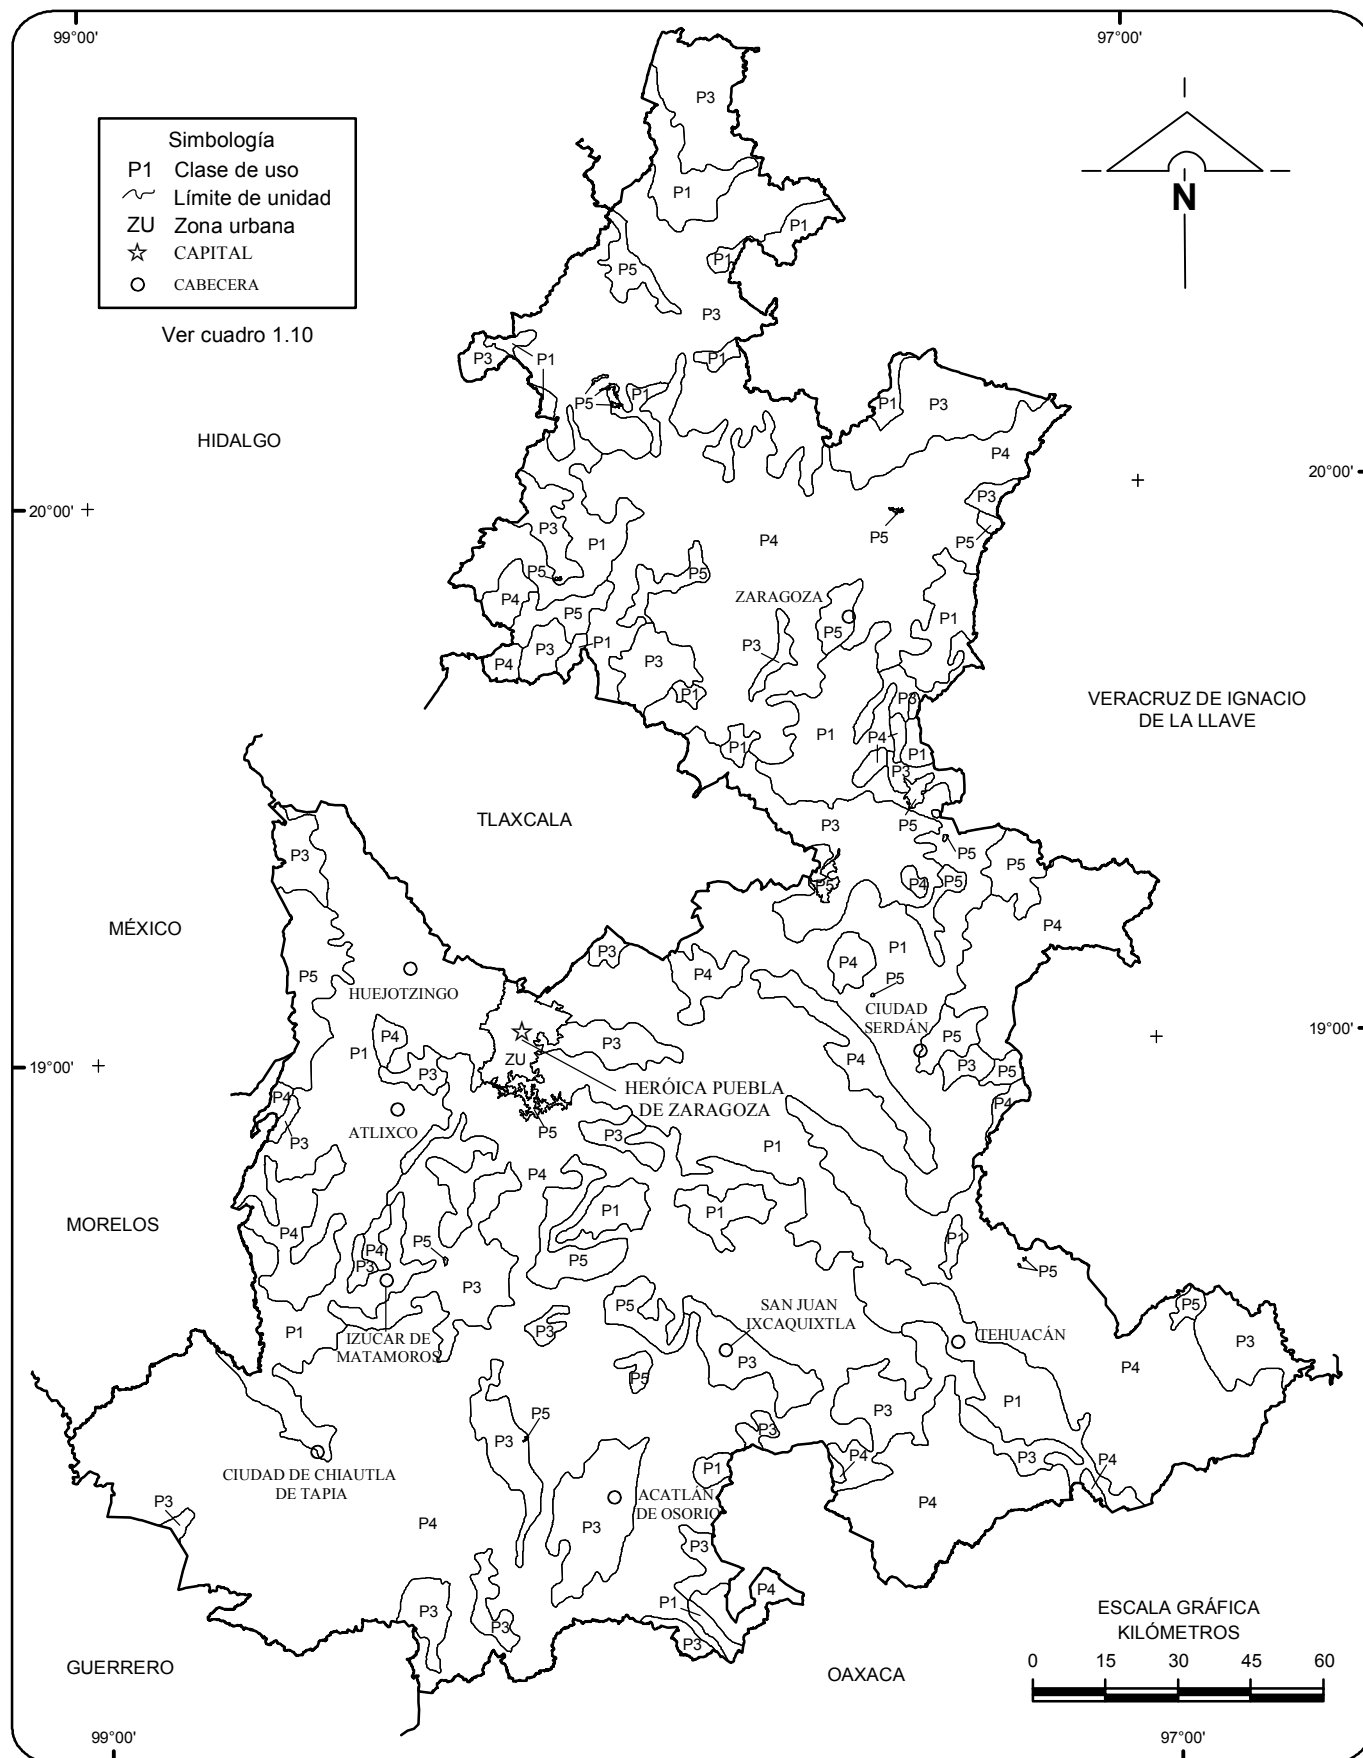 99°00'
97°00'
Simbología
P1 Clase de uso
Límite de unidad
ZU Zona urbana
CAPITAL
CABECERA
Ver cuadro 1.10
N
P3
P1
P1
P1
P5
P3
P3
P1
P1
P1
P5
P1
P3
HIDALGO
P4
20°00'
P3
20°00'
P3
P1
P4
P5
P5
P5
P5
P4
P5
ZARAGOZA
P1
P5
P3
P1
P3
P3
P4
P1
P3
VERACRUZ DE IGNACIO
DE LA LLAVE
P1
P4
P1
P1
P3
TLAXCALA
P3
P5
P3
P5
P5
P5
P4
P5
MÉXICO
P4
P1
P3
P4
P4
P5
P5
HUEJOTZINGO
CIUDAD
SERDÁN
P4
P1
P3
P5
ZU
P4
P3
P5
19°00'
19°00'
P3
HERÓICA PUEBLA
DE ZARAGOZA
P4
P4
ATLIXCO
P3
P5
P3
P1
P4
MORELOS
P1
P1
P4
P4
P5
P1
P3
P5
P5
P3
P5
P5
SAN JUAN
IXCAQUIXTLA
P1
IZÚCAR DE
MATAMOROS
P3
TEHUACÁN
P3
P3
P4
P5
P1
P5
P3
P3
P3
CIUDAD DE CHIAUTLA
DE TAPIA
P1
P4
P3
P4
P3
ACATLÁN
DE OSORIO
P4
P4
P3
P3
P4
P3
P1
P3
P3
ESCALA GRÁFICA
KILÓMETROS
GUERRERO
OAXACA
0 15 30 45 60
99°00'
97°00'